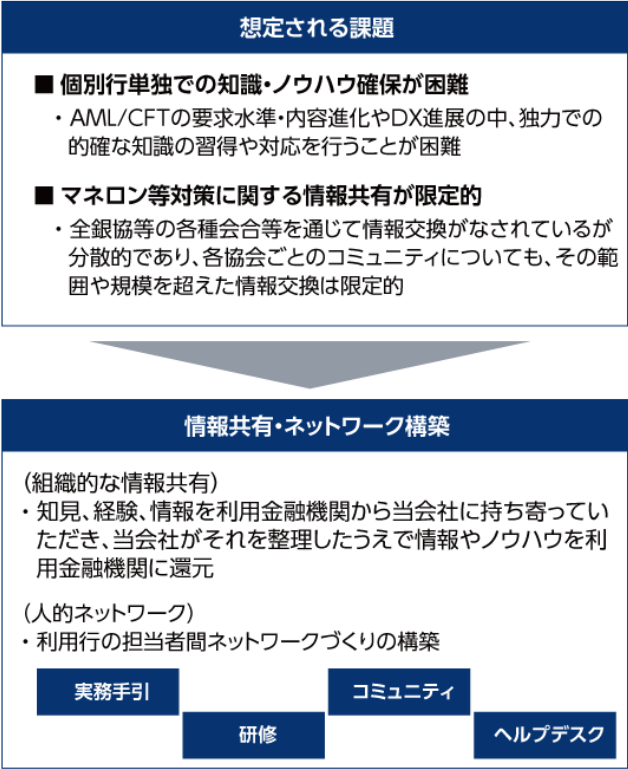 想定される課題
■ 個別行単独での知識・ノウハウ確保が困難
・AML/CFTの要求水準・内容進化やDX進展の中、独力での
的確な知識の習得や対応を行うことが困難
■ マネロン等対策に関する情報共有が限定的
・全銀協等の各種会合等を通じて情報交換がなされているが
分散的であり、各協会ごとのコミュニティについても、その範
囲や規模を超えた情報交換は限定的
情報共有・ネットワーク構築
（組織的な情報共有）
・知見、経験、情報を利用金融機関から当会社に持ち寄ってい
ただき、当会社がそれを整理したうえで情報やノウハウを利
用金融機関に還元
（人的ネットワーク）
・利用行の担当者間ネットワークづくりの構築
実務手引
研修
コミュニティ
ヘルプデスク